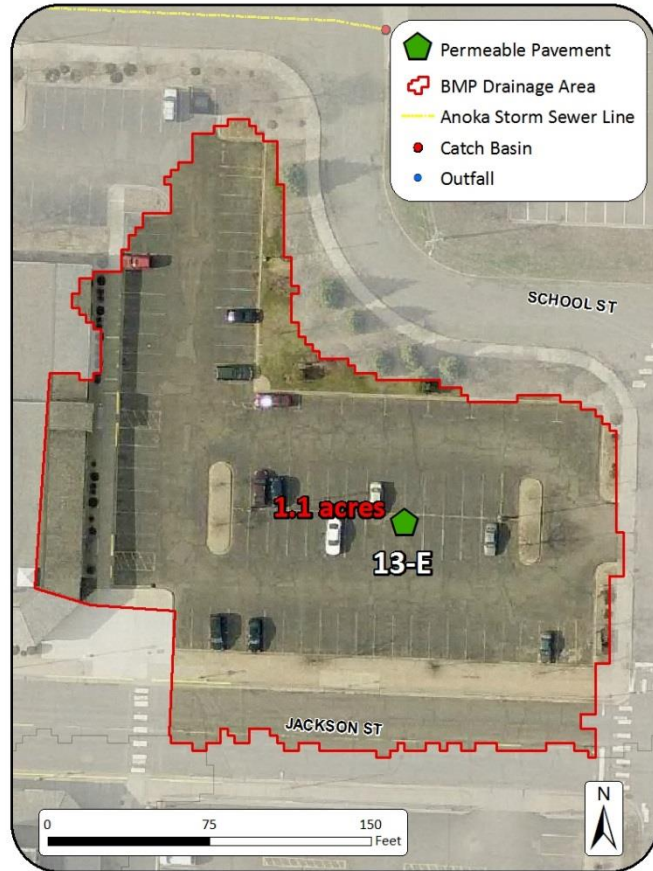 Permeable Pavement
BMP Drainage Area
Anoka Storm Sewer Line
Catch Basin
Outfall
SCHOOL ST
1.1 acres
13-E
JACKSON ST
0 75 150
Feet
N